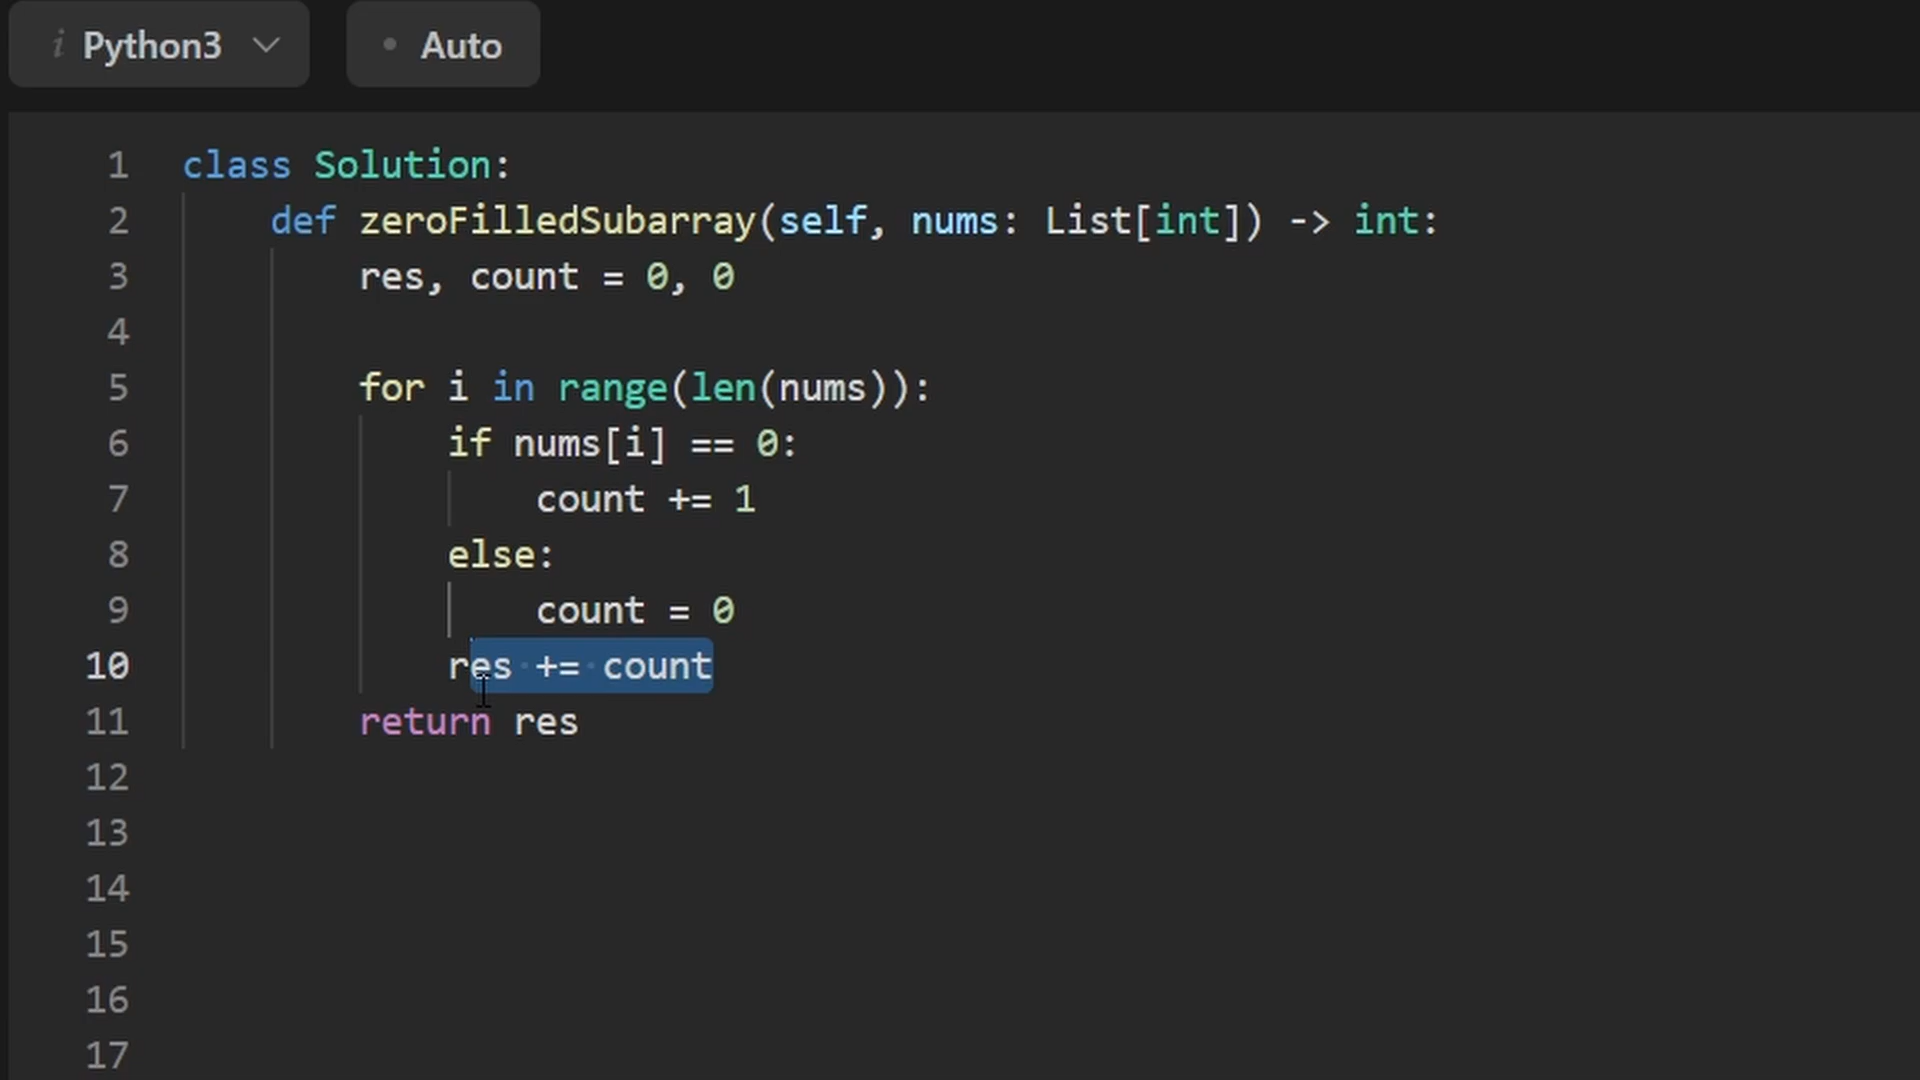 i Python3 • Auto
1 class Solution:
2     def zeroFilledSubarray(self, nums: List[int]) -> int:
3         res, count = 0, 0
4
5         for i in range(len(nums)):
6             if nums[i] == 0:
7                 count += 1
8             else:
9                 count = 0
10             res += count
11         return res
12
13
14
15
16
17